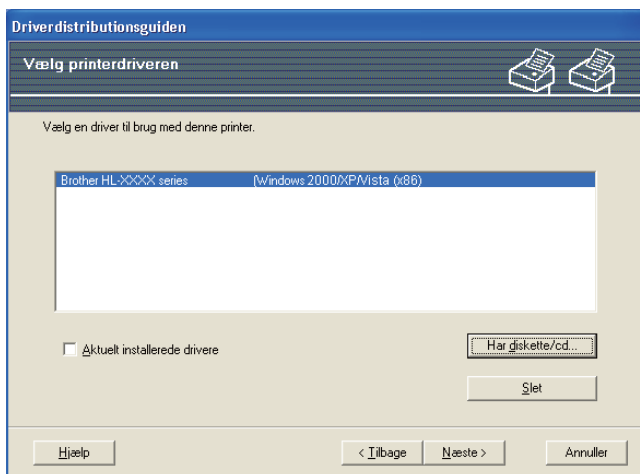 Driverdistributionsguiden
Vælg printerdriveren
Vælg en driver til brug med denne printer.
Brother HL-XXXX series (Windows 2000/XP/Vista (x86)
Aktuelt installerede drivere
Har diskette/cd...
Slet
Hjælp
< Tilbage
Næste >
Annuller